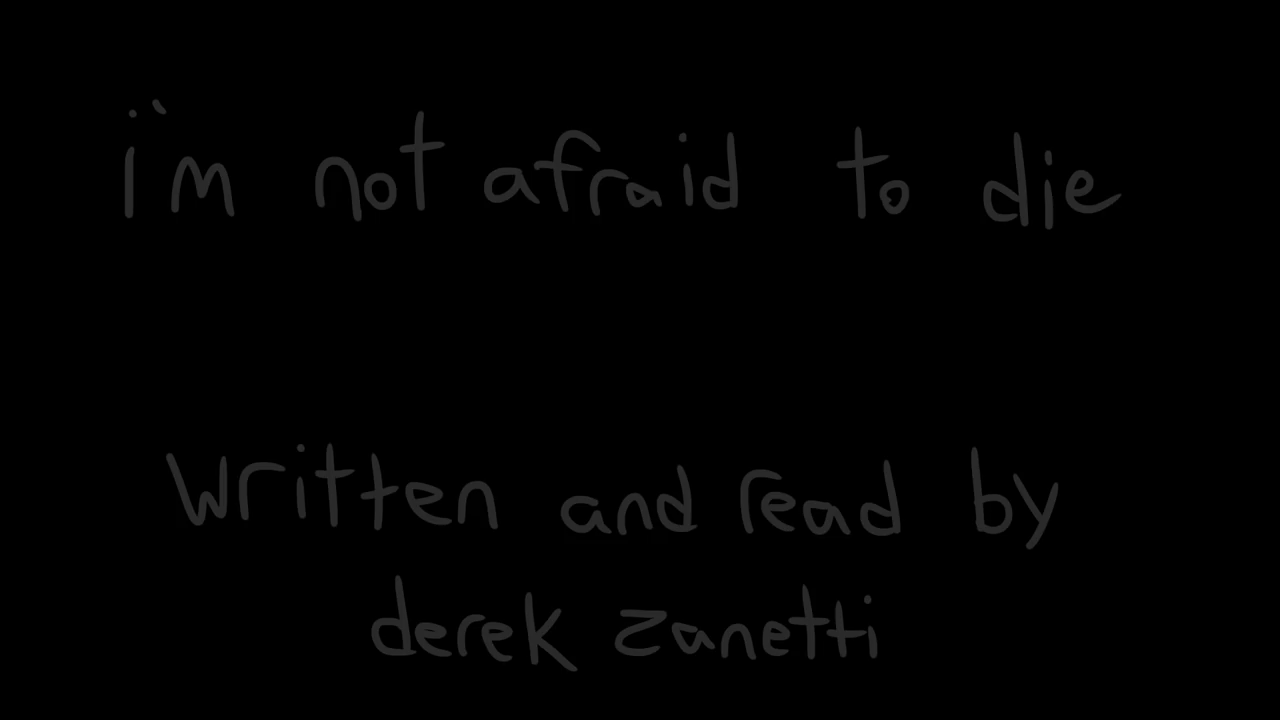 i'm not afraid to die
written and read by
derek zanetti